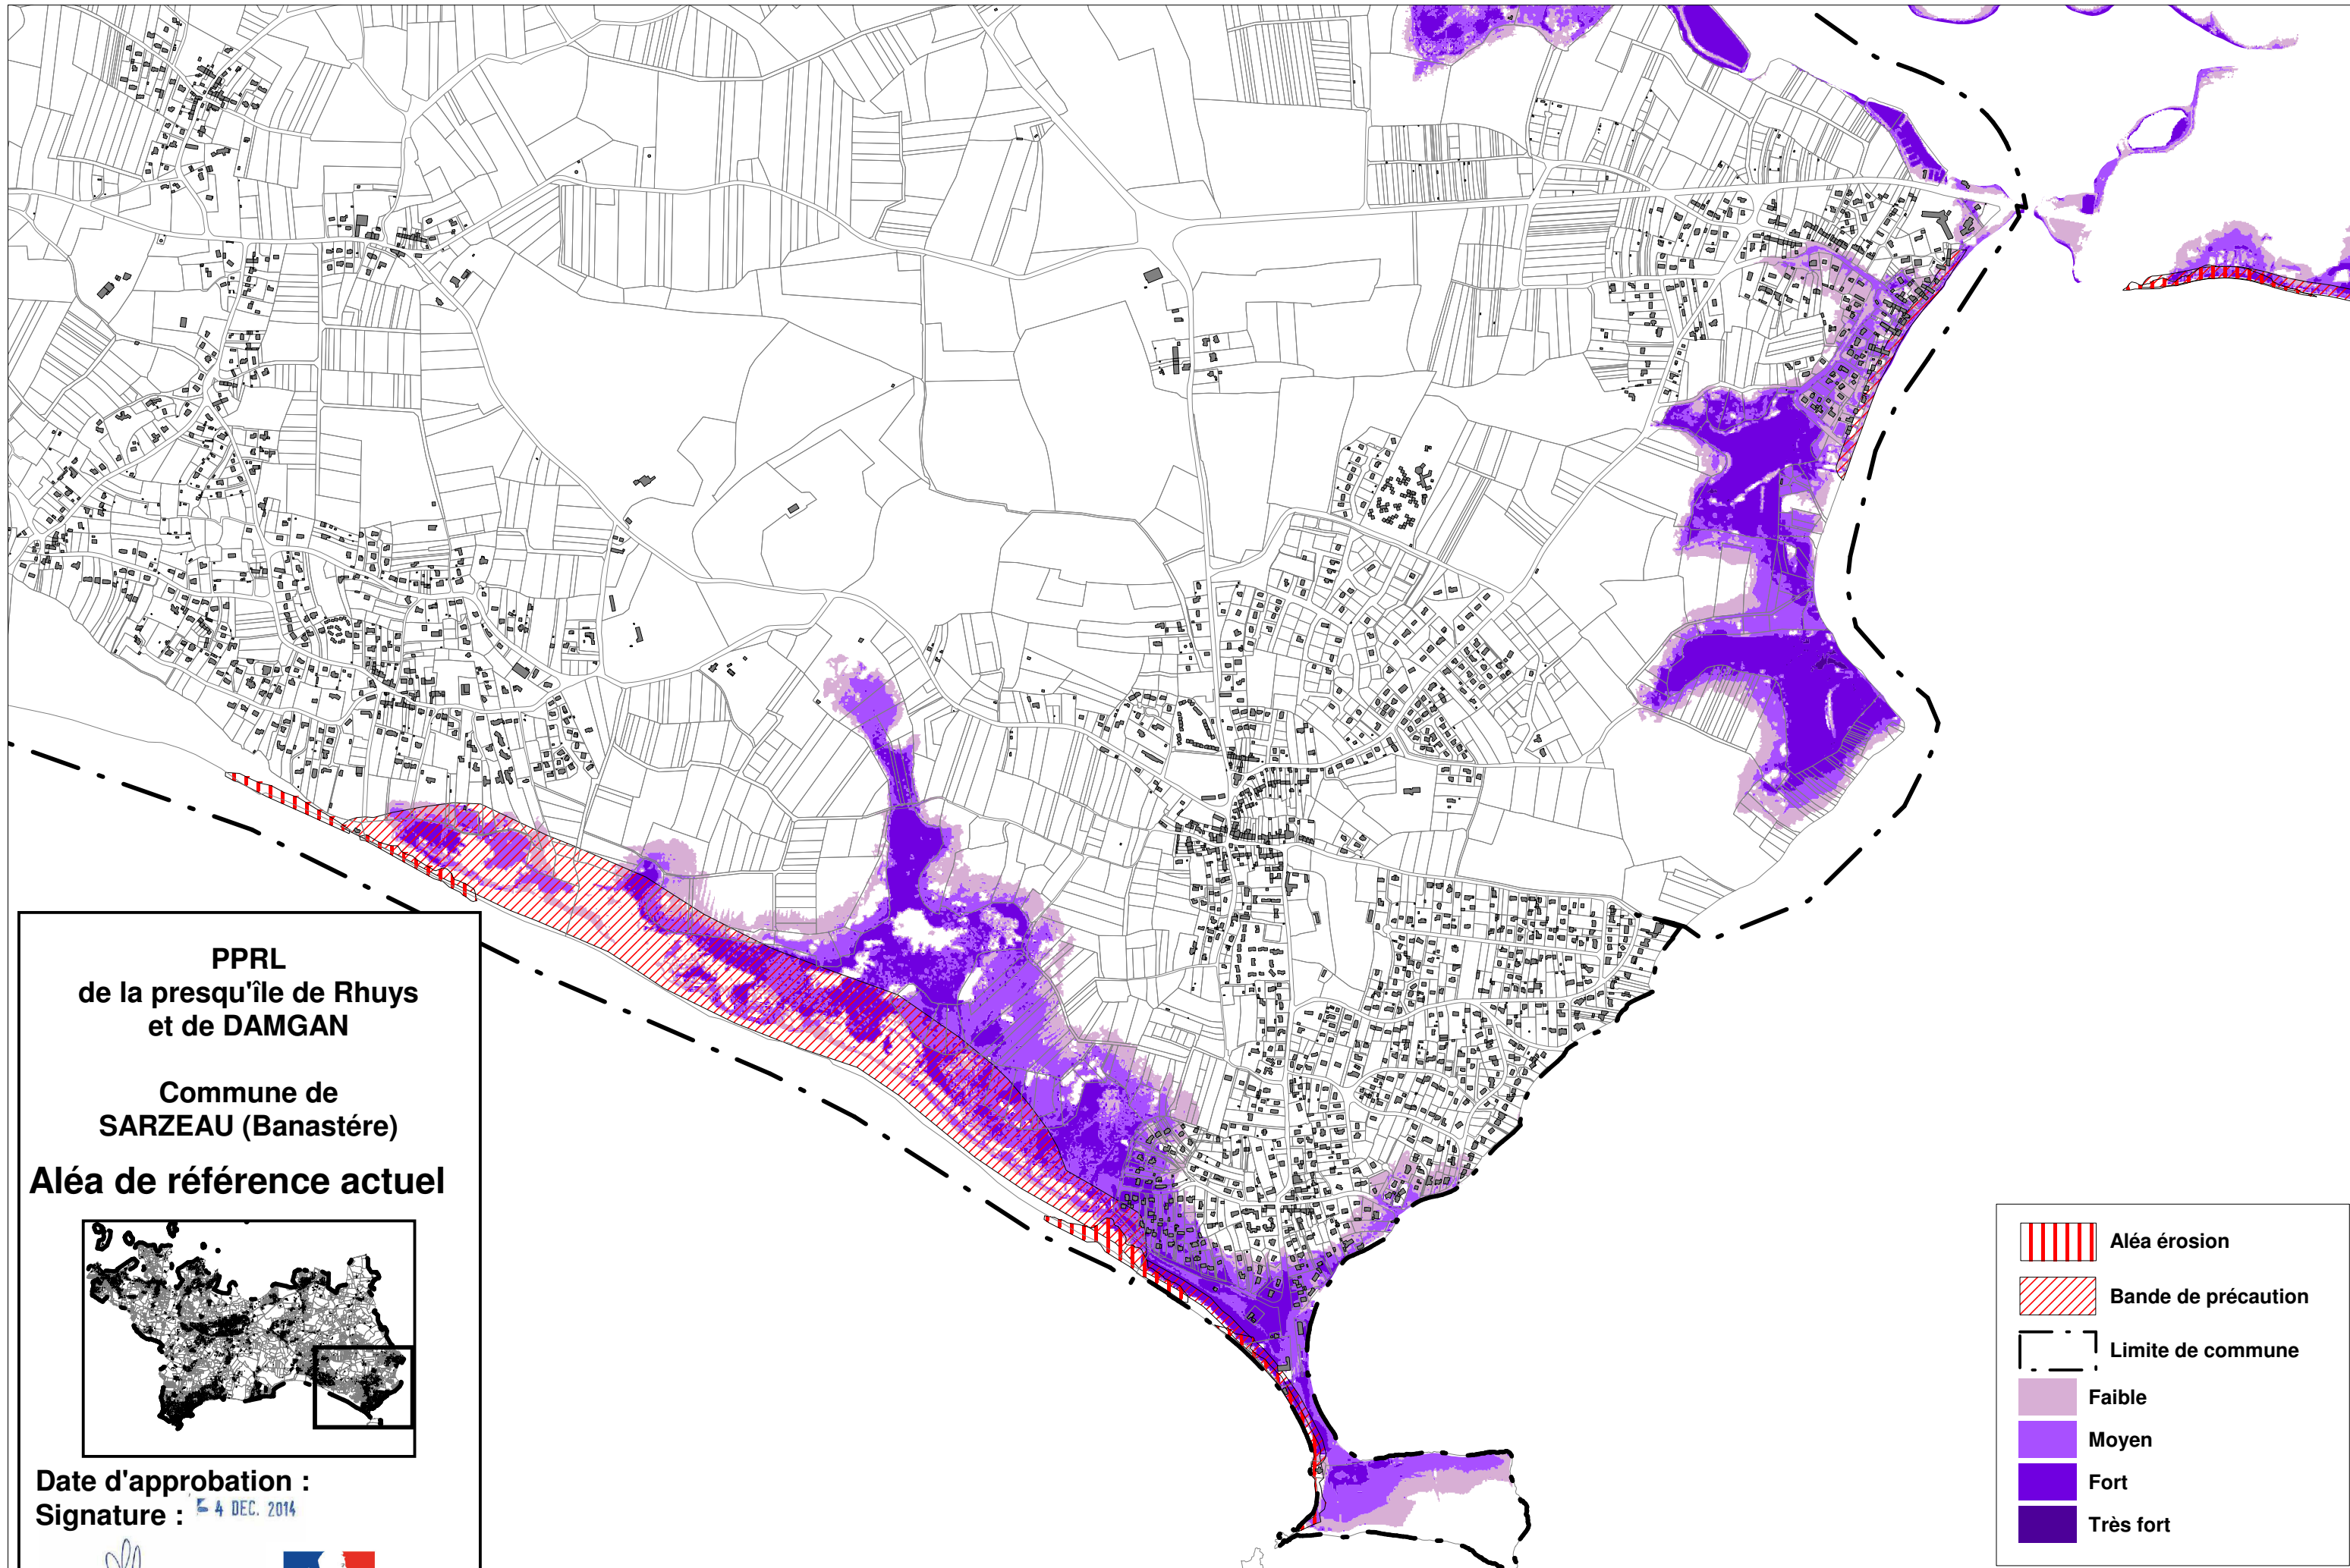 PPRL
de la presqu'île de Rhuys
et de DAMGAN
Commune de
SARZEAU (Banastére)
Aléa de référence actuel
Date d'approbation :
Signature :
4 DEC. 2014
Aléa érosion
Bande de précaution
Limite de commune
Faible
Moyen
Fort
Très fort